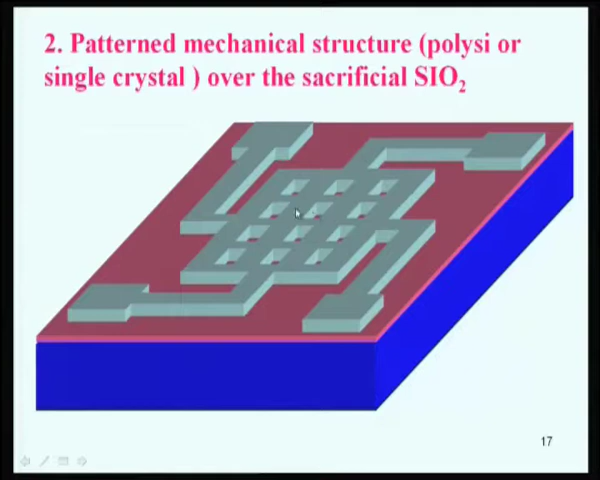 2. Patterned mechanical structure (polysi or
single crystal ) over the sacrificial SIO₂
17